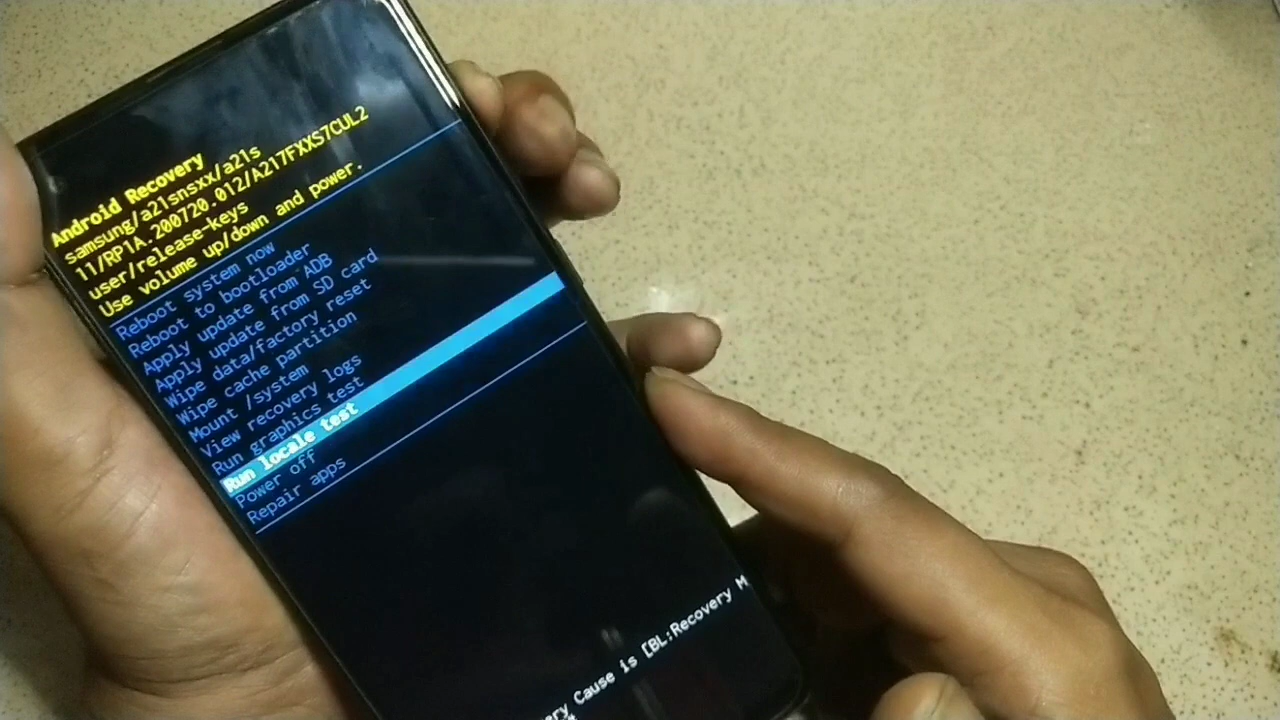 Android Recovery
samsung/a21snsxx/a21s
11/RP1A.200720.012/A217FXXS7CUL2
user/release-keys
Use volume up/down and power.
Reboot system now
Reboot to bootloader
Apply update from ADB
Apply update from SD card
Wipe data/factory reset
Wipe cache partition
Mount /system
View recovery logs
Run graphics test
Run locale test
Power off
Repair apps
ery Cause is [BL:Recovery M